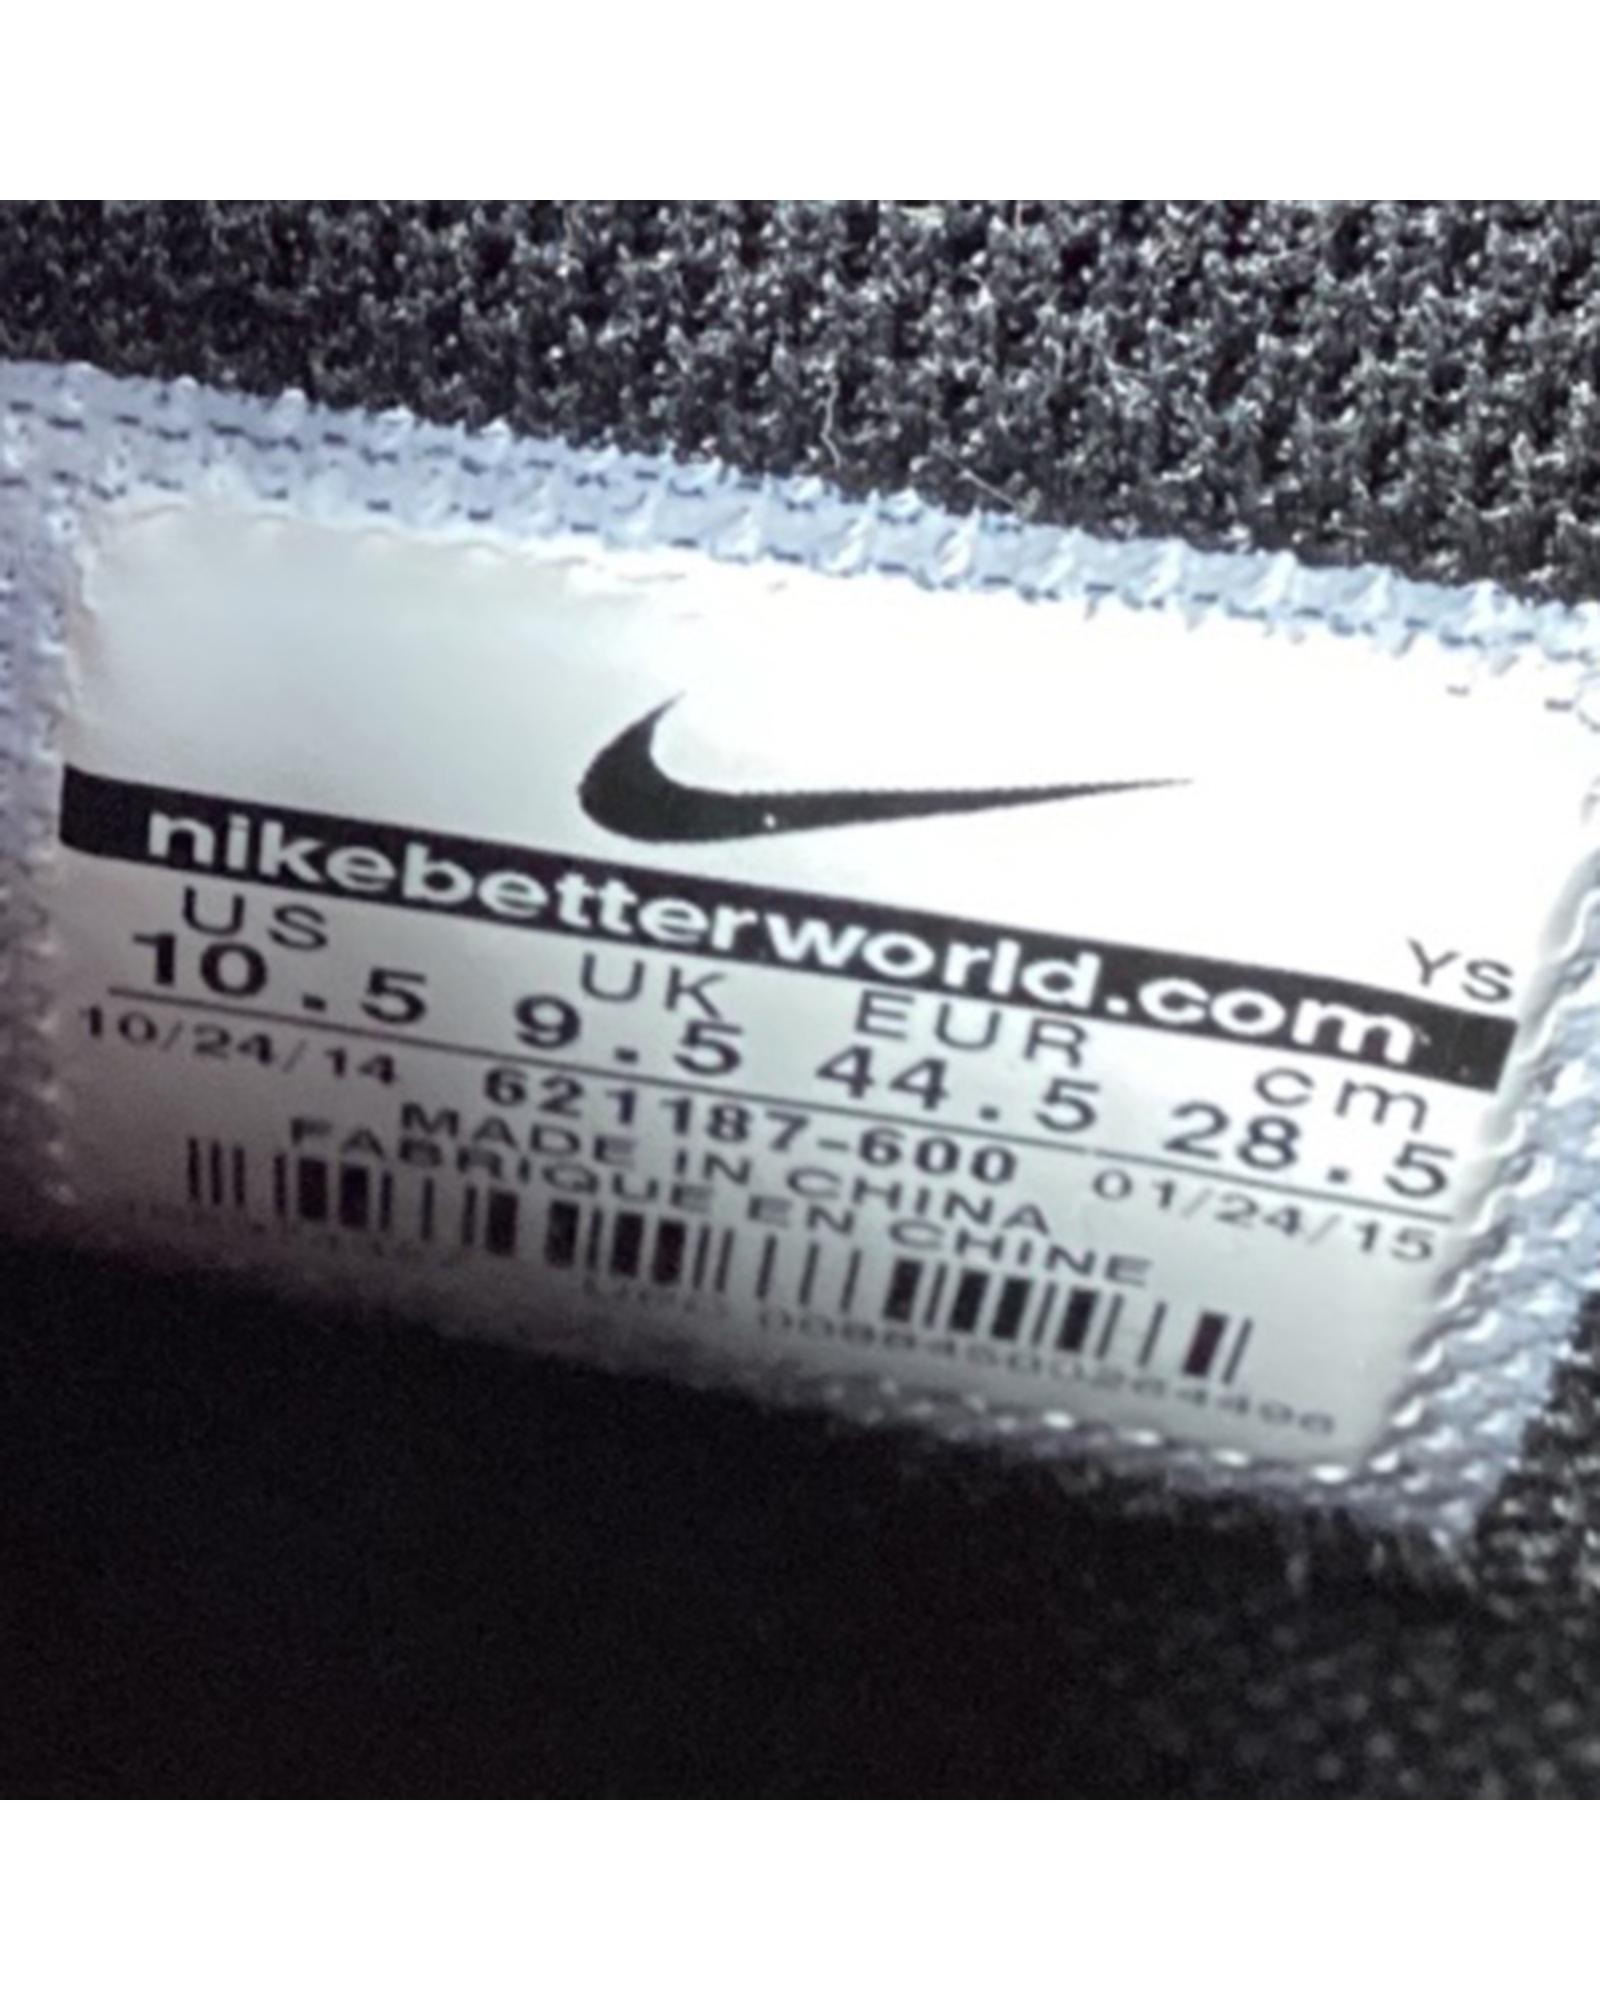 YS
nikebetterworld.com
US UK EUR cm
10.5 9.5 44.5 28.5
10/24/14 621187-600 01/24/15
MADE IN CHINA
FABRIQUE EN CHINE